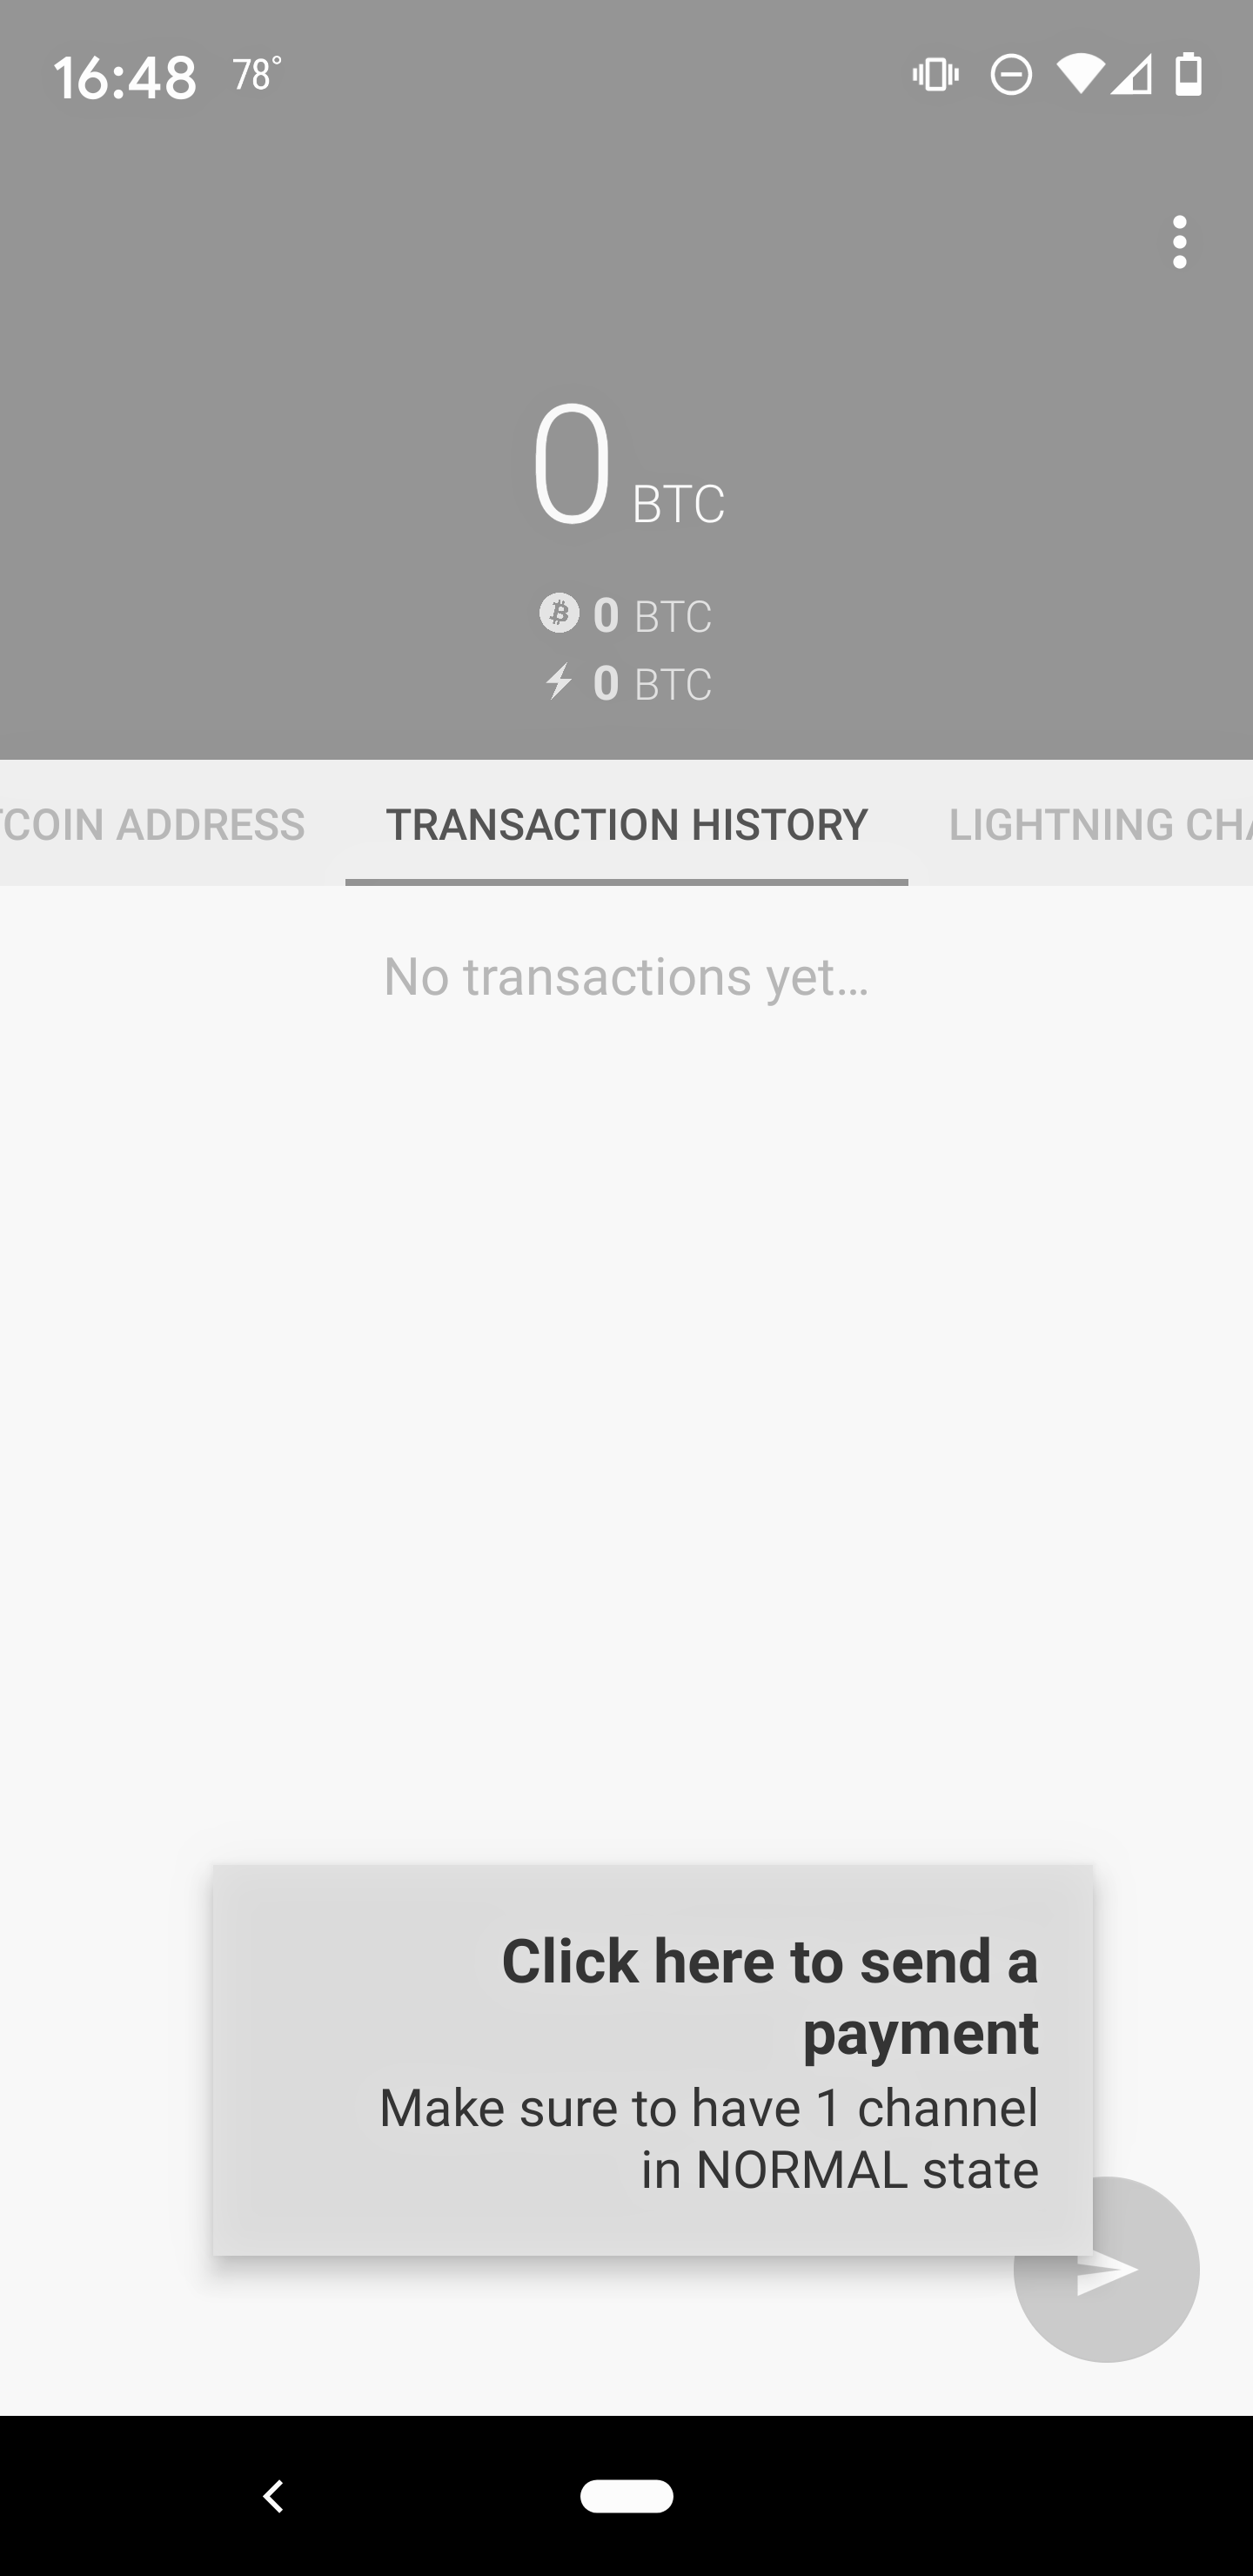 16:48 78°
0 BTC
0 BTC
0 BTC
TCOIN ADDRESS TRANSACTION HISTORY LIGHTNING CHA
No transactions yet…
Click here to send a
payment
Make sure to have 1 channel
in NORMAL state